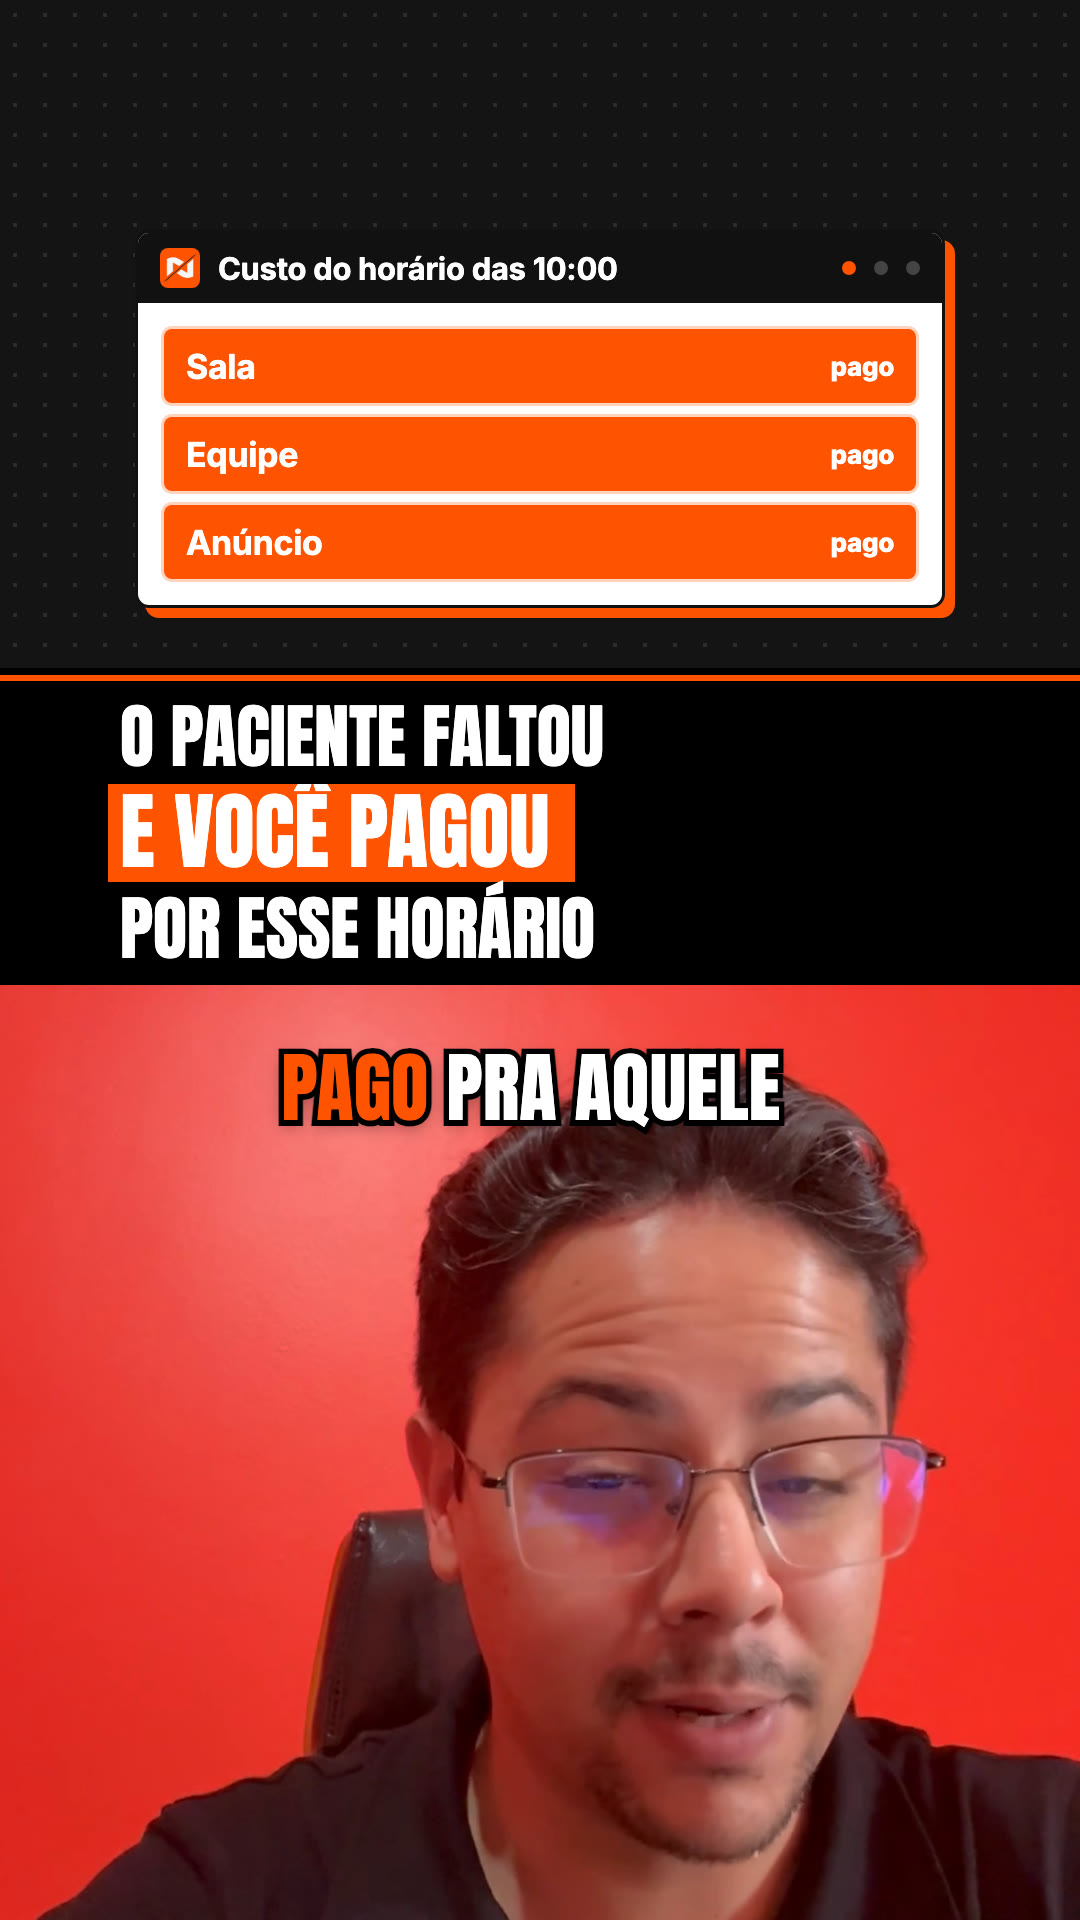 Custo do horário das 10:00
Sala pago
Equipe pago
Anúncio pago
O PACIENTE FALTOU
E VOCÊ PAGOU
POR ESSE HORÁRIO
PAGO PRA AQUELE